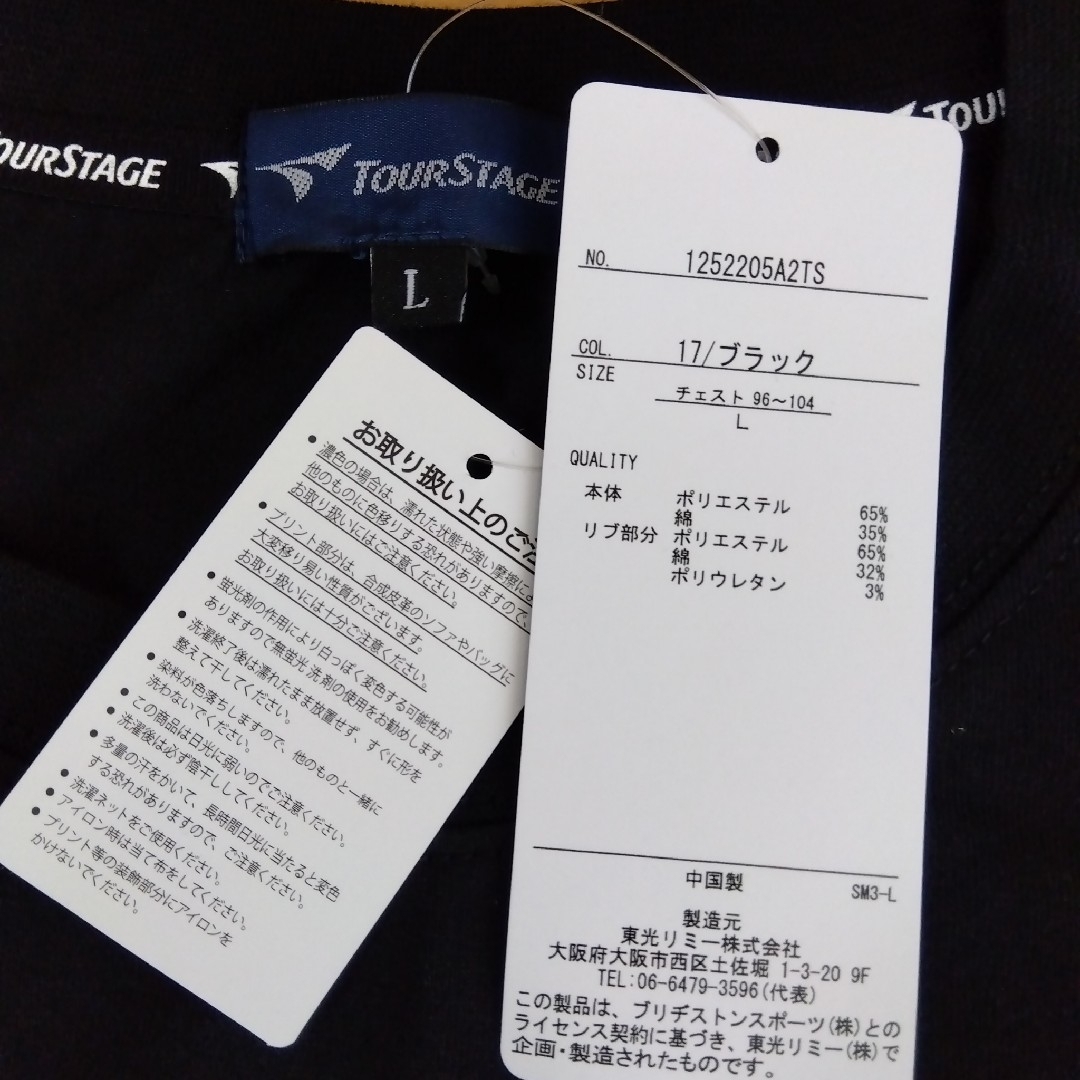 TOURSTAGE
TOURSTAGE
L
NO. 1252205A2TS
COL. 17/ブラック
SIZE
チェスト 96～104
L
QUALITY
本体 ポリエステル 65%
綿 35%
リブ部分 ポリエステル 65%
綿 32%
ポリウレタン 3%
中国製 SM3-L
製造元
東光リミー株式会社
大阪府大阪市西区土佐堀 1-3-20 9F
TEL:06-6479-3596(代表)
この製品は、ブリヂストンスポーツ(株)との
ライセンス契約に基づき、東光リミー(株)で
企画・製造されたものです。
お取り扱い上のご
●濃色の場合は、濡れた状態や強い摩擦に
他のものに色移りする恐れがありますので、
お取り扱いにはご注意ください。
●プリント部分は、合成皮革のソファやバッグに
大変移り易い性質がございます。
お取り扱いには十分ご注意ください。
●蛍光剤の作用により白っぽく変色する可能性が
ありますので無蛍光洗剤の使用をお勧めします。
●洗濯終了後は濡れたまま放置せず、すぐに形を
整えて干してください。
●染料が色落ちしますので、他のものと一緒に
洗わないでください。
●この商品は日光に弱いのでご注意ください。
●洗濯後は必ず陰干ししてください。
●多量の汗をかいて、長時間日光に当たると変色
する恐れがありますので、ご注意ください。
●洗濯ネットをご使用ください。
●アイロン時は当て布をしてください。
●プリント等の装飾部分にアイロンを
かけないでください。